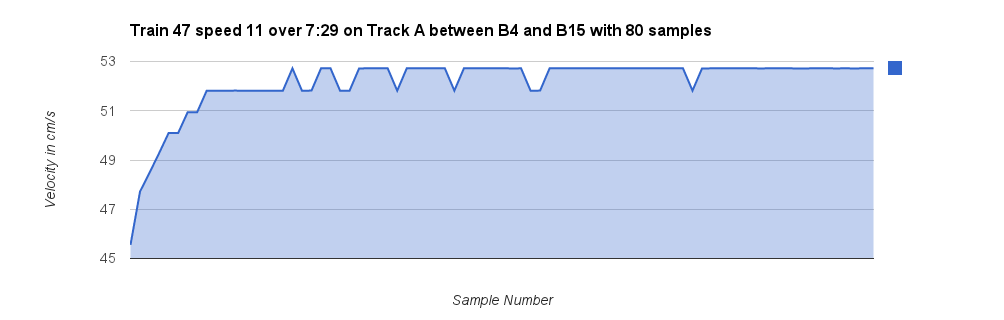 Train 47 speed 11 over 7:29 on Track A between B4 and B15 with 80 samples
53
51
49
47
45
Velocity in cm/s
Sample Number